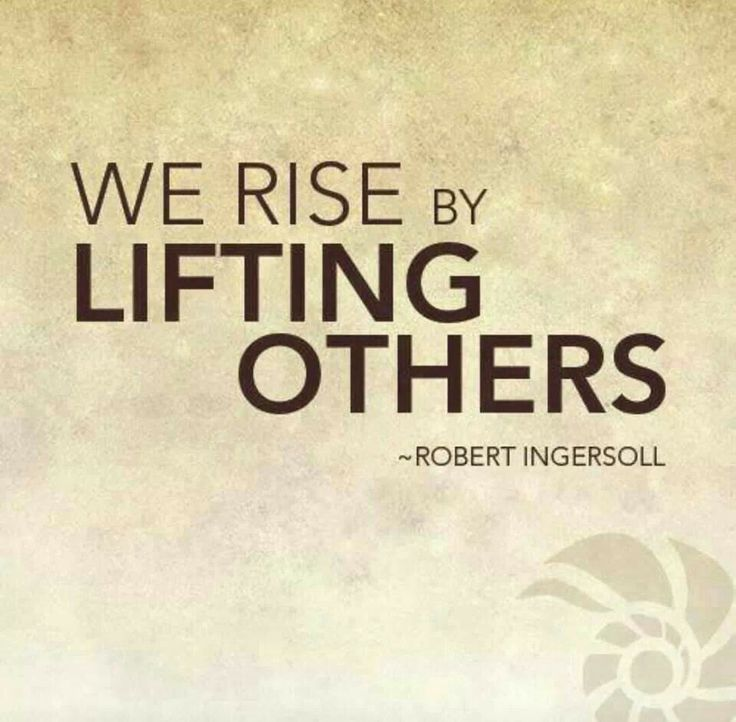 WE RISE BY
LIFTING
OTHERS
~ROBERT INGERSOLL